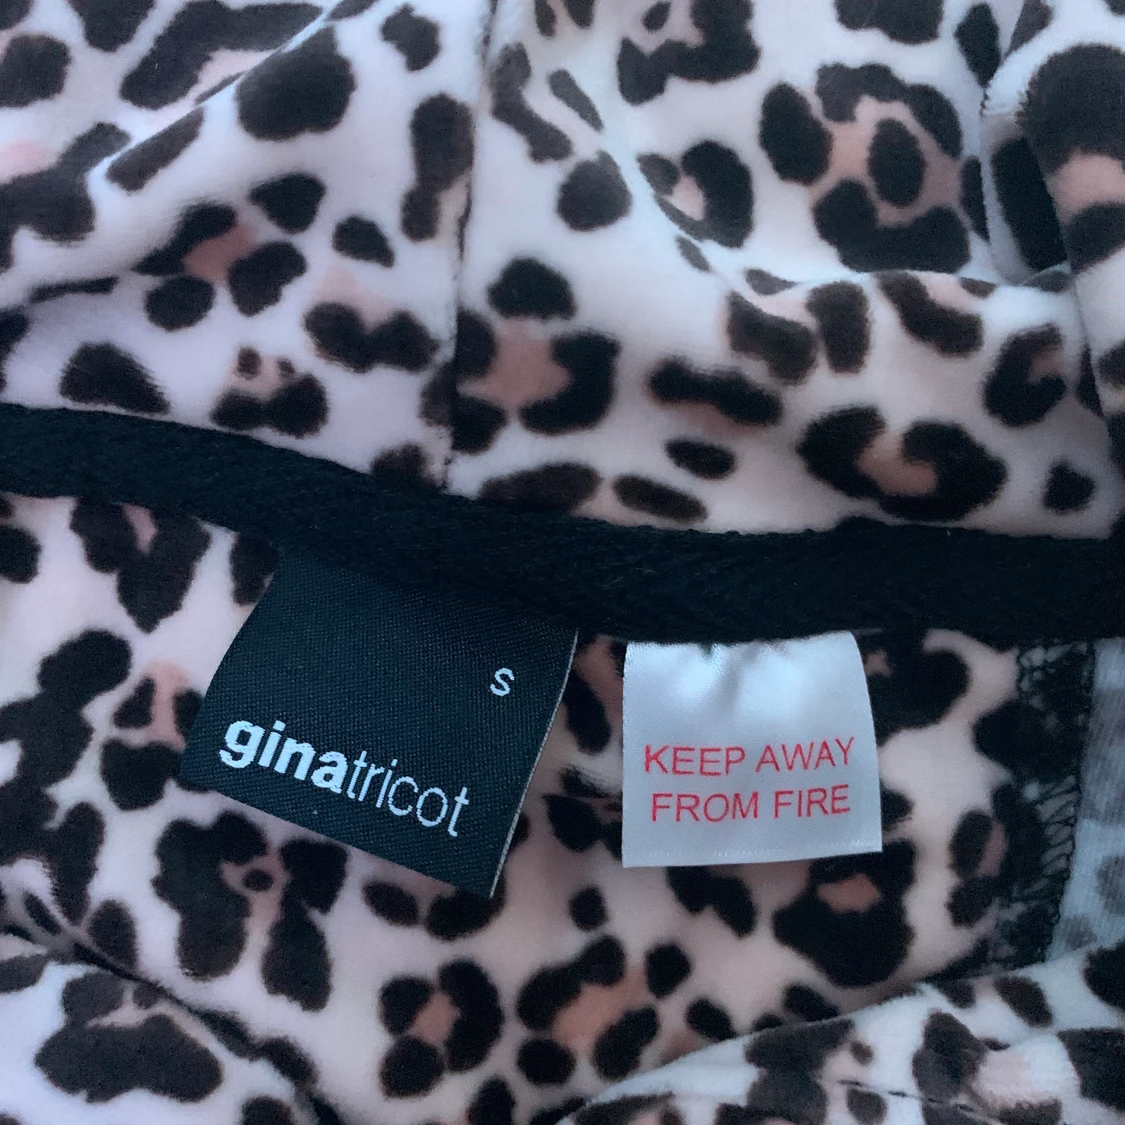 s
ginatricot
KEEP AWAY
FROM FIRE